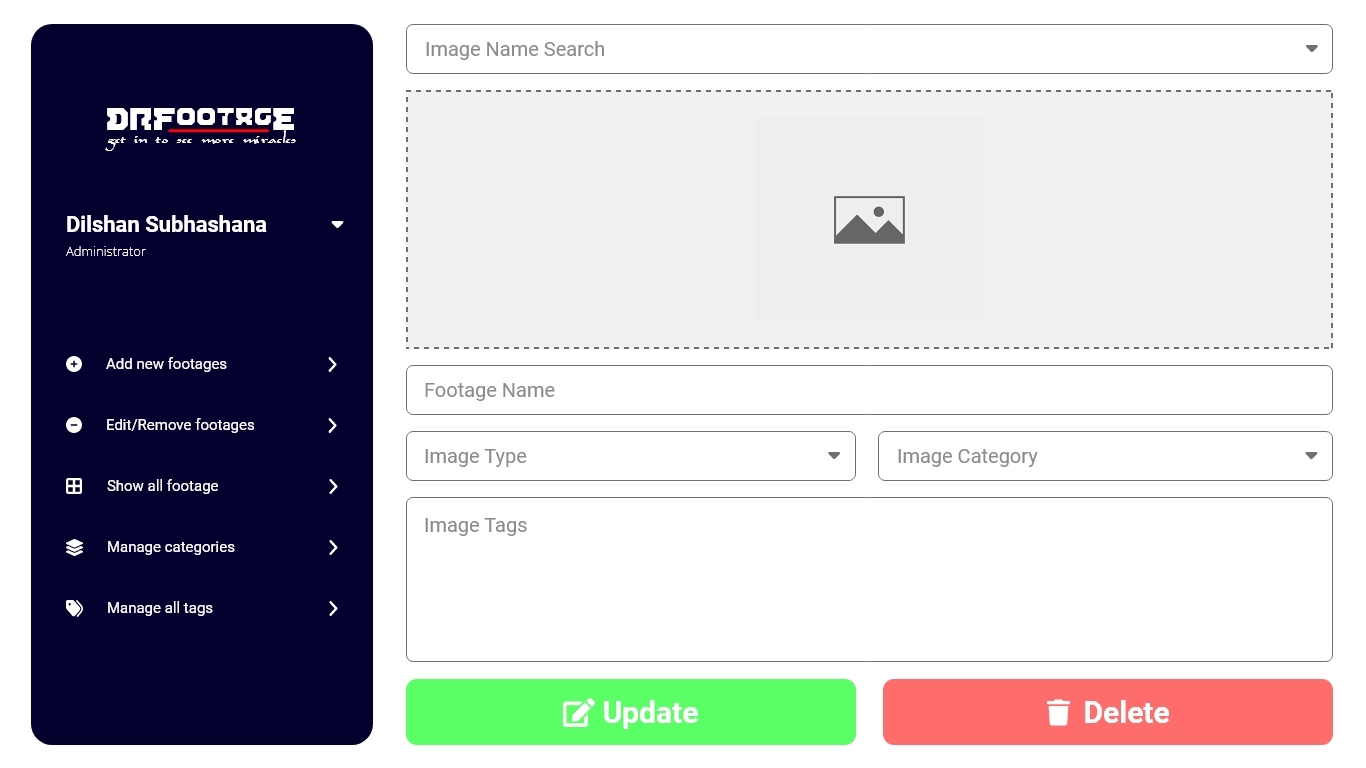 DRFOOTAGE
get in to see more miracles
Dilshan Subhashana
Administrator
Add new footages
Edit/Remove footages
Show all footage
Manage categories
Manage all tags
Image Name Search
Footage Name
Image Type
Image Category
Image Tags
Update
Delete